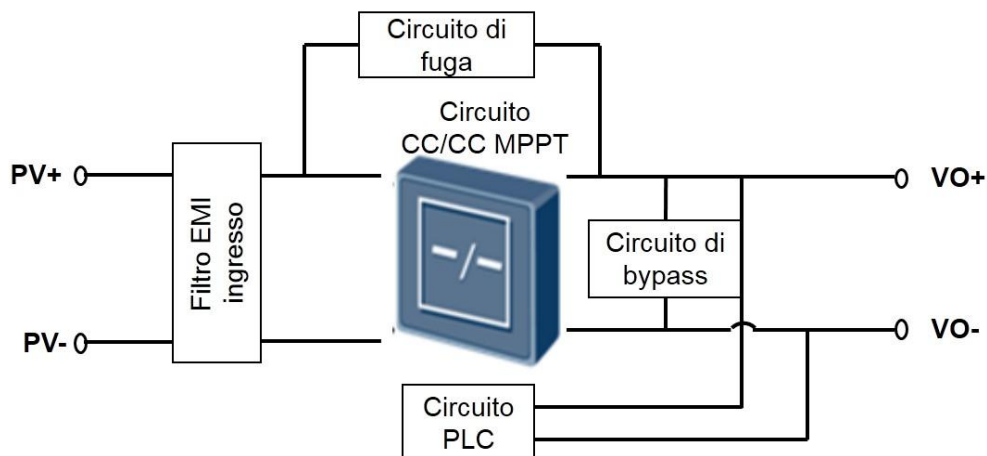 Circuito di
fuga
Circuito
CC/CC MPPT
PV+
VO+
Filtro EMI
ingresso
Circuito di
bypass
PV-
VO-
Circuito
PLC